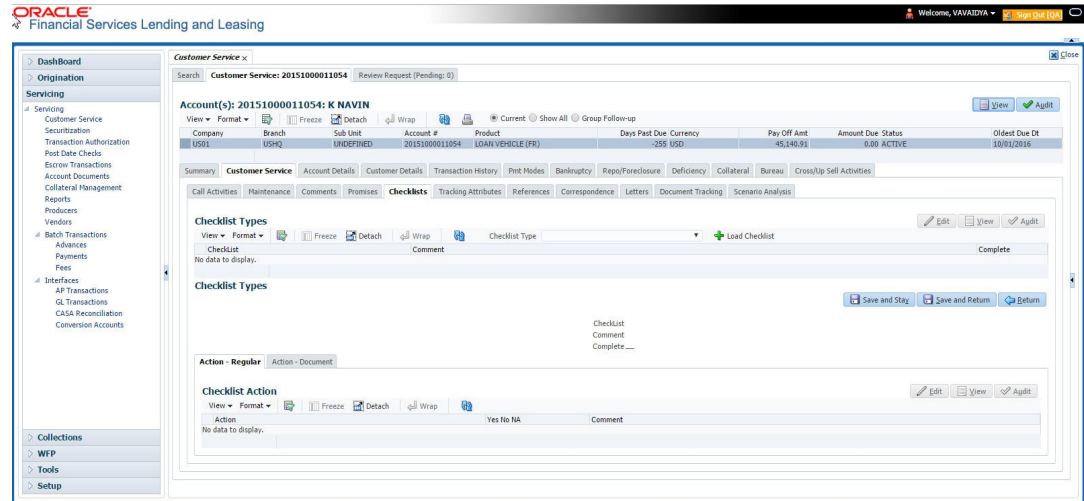 ORACLE®
Financial Services Lending and Leasing
Welcome, VAVAIDYA
Sign Out [QA]
Close
DashBoard
Origination
Servicing
Servicing
Customer Service
Securitization
Transaction Authorization
Post Date Checks
Escrow Transactions
Account Documents
Collateral Management
Reports
Producers
Vendors
Batch Transactions
Advances
Payments
Fees
Interfaces
AP Transactions
GL Transactions
CASA Reconciliation
Conversion Accounts
Collections
WFP
Tools
Setup
Customer Service x
Search Customer Service: 20151000011054 Review Request (Pending: 0)
Account(s): 20151000011054: K NAVIN
View Audit
View Format Freeze Detach Wrap Current Show All Group Follow-up
Company Branch Sub Unit Account # Product Days Past Due Currency Pay Off Amt Amount Due Status Oldest Due Dt
US01 USHQ UNDEFINED 20151000011054 LOAN VEHICLE (FR) -255 USD 45,140.91 0.00 ACTIVE 10/01/2016
Summary Customer Service Account Details Customer Details Transaction History Pmt Modes Bankruptcy Repo/Foreclosure Deficiency Collateral Bureau Cross/Up Sell Activities
Call Activities Maintenance Comments Promises Checklists Tracking Attributes References Correspondence Letters Document Tracking Scenario Analysis
Checklist Types
Edit View Audit
View Format Freeze Detach Wrap Checklist Type Load Checklist
CheckList Comment Complete
No data to display.
Checklist Types
Save and Stay Save and Return Return
CheckList
Comment
Complete
Action - Regular Action - Document
Checklist Action
Edit View Audit
View Format Freeze Detach Wrap
Action Yes No NA Comment
No data to display.